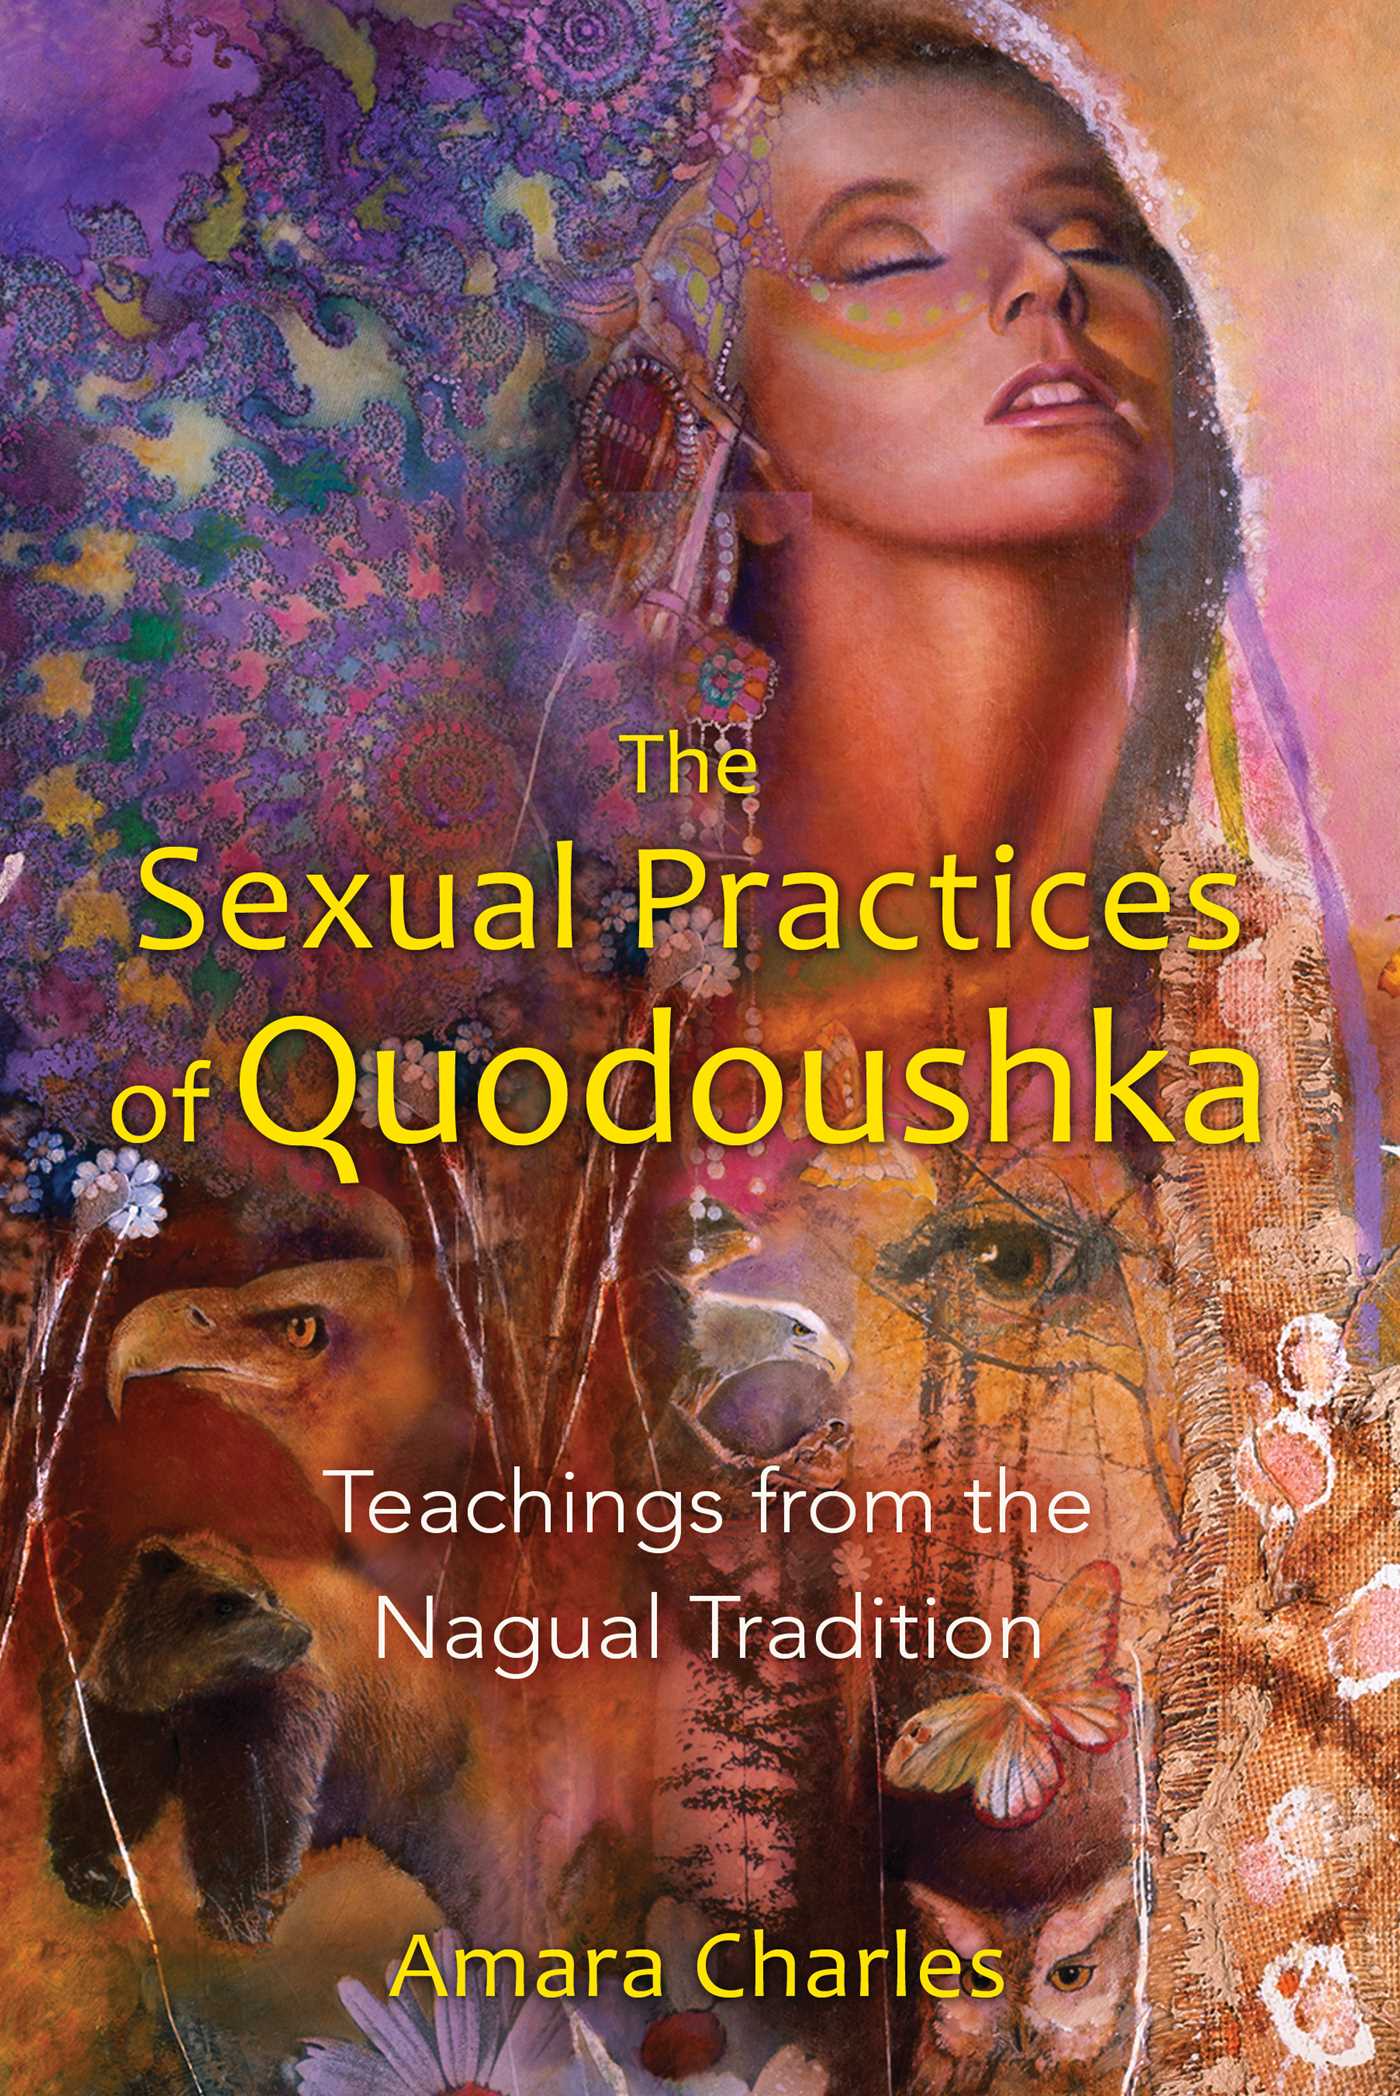 The
Sexual Practices
of Quodoushka
Teachings from the
Nagual Tradition
Amara Charles